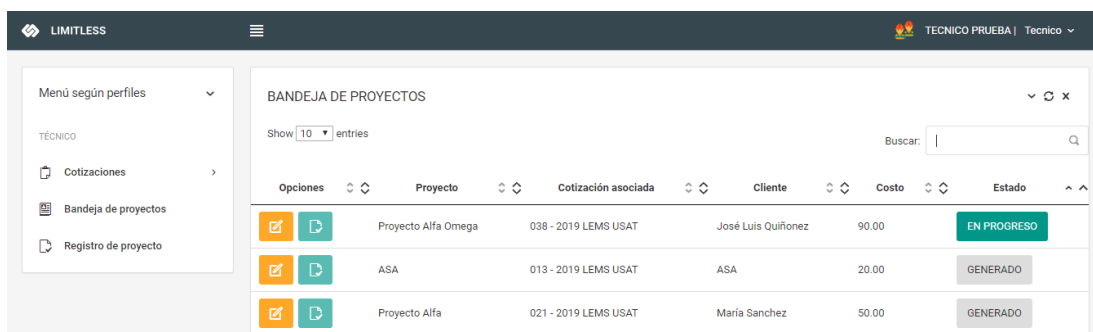 LIMITLESS
TECNICO PRUEBA | Tecnico
Menú según perfiles
TÉCNICO
Cotizaciones
Bandeja de proyectos
Registro de proyecto
BANDEJA DE PROYECTOS
Show 10 entries
Buscar:
Opciones Proyecto Cotización asociada Cliente Costo Estado
Proyecto Alfa Omega 038 - 2019 LEMS USAT José Luis Quiñonez 90.00 EN PROGRESO
ASA 013 - 2019 LEMS USAT ASA 20.00 GENERADO
Proyecto Alfa 021 - 2019 LEMS USAT María Sanchez 50.00 GENERADO